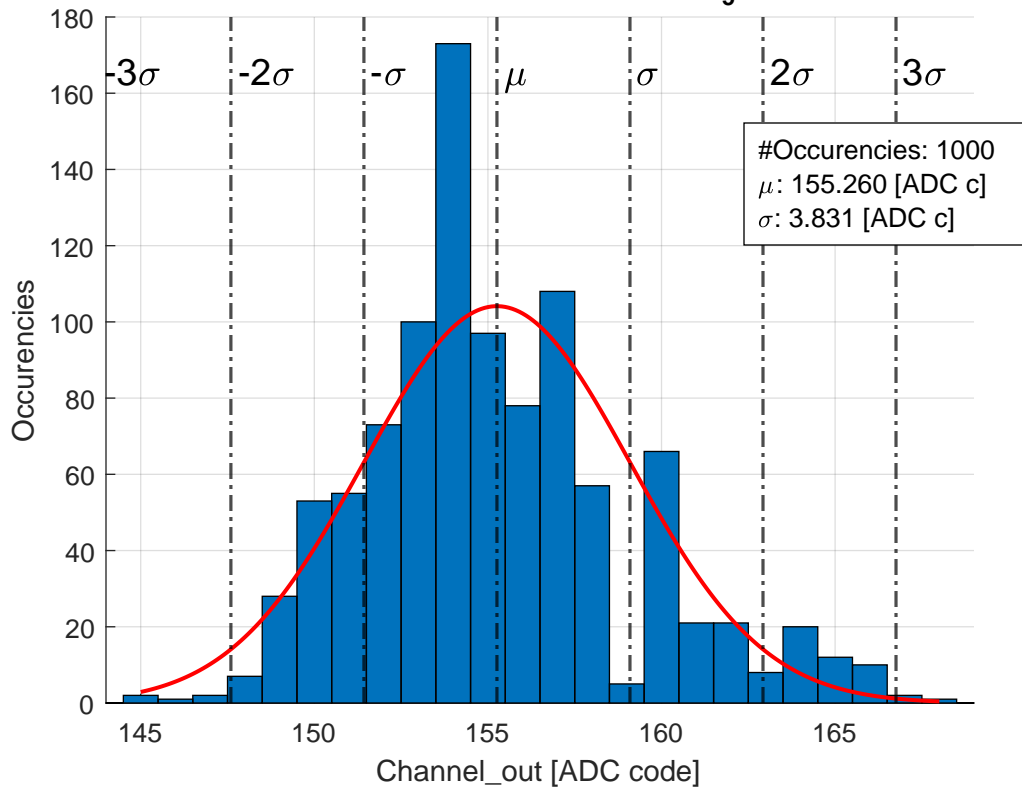 g
180
160
140
120
100
80
60
40
20
0
-3σ
-2σ
-σ
μ
σ
2σ
3σ
#Occurencies: 1000
μ: 155.260 [ADC c]
σ: 3.831 [ADC c]
Occurencies
145
150
155
160
165
Channel_out [ADC code]